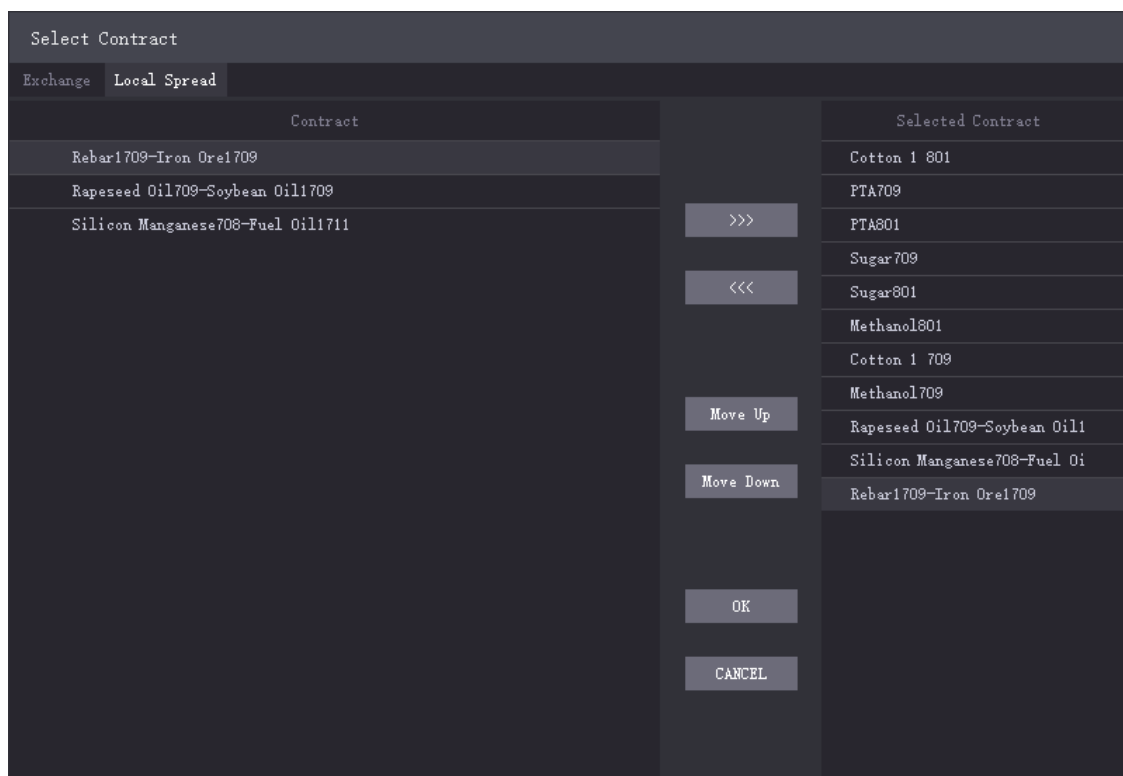 Select Contract
Exchange Local Spread
Contract
Rebar1709-Iron Ore1709
Rapeseed Oil709-Soybean Oil1709
Silicon Manganese708-Fuel Oil1711
>>>
<<<
Move Up
Move Down
OK
CANCEL
Selected Contract
Cotton 1 801
PTA709
PTA801
Sugar709
Sugar801
Methanol801
Cotton 1 709
Methanol709
Rapeseed Oil709-Soybean Oil1
Silicon Manganese708-Fuel Oi
Rebar1709-Iron Ore1709